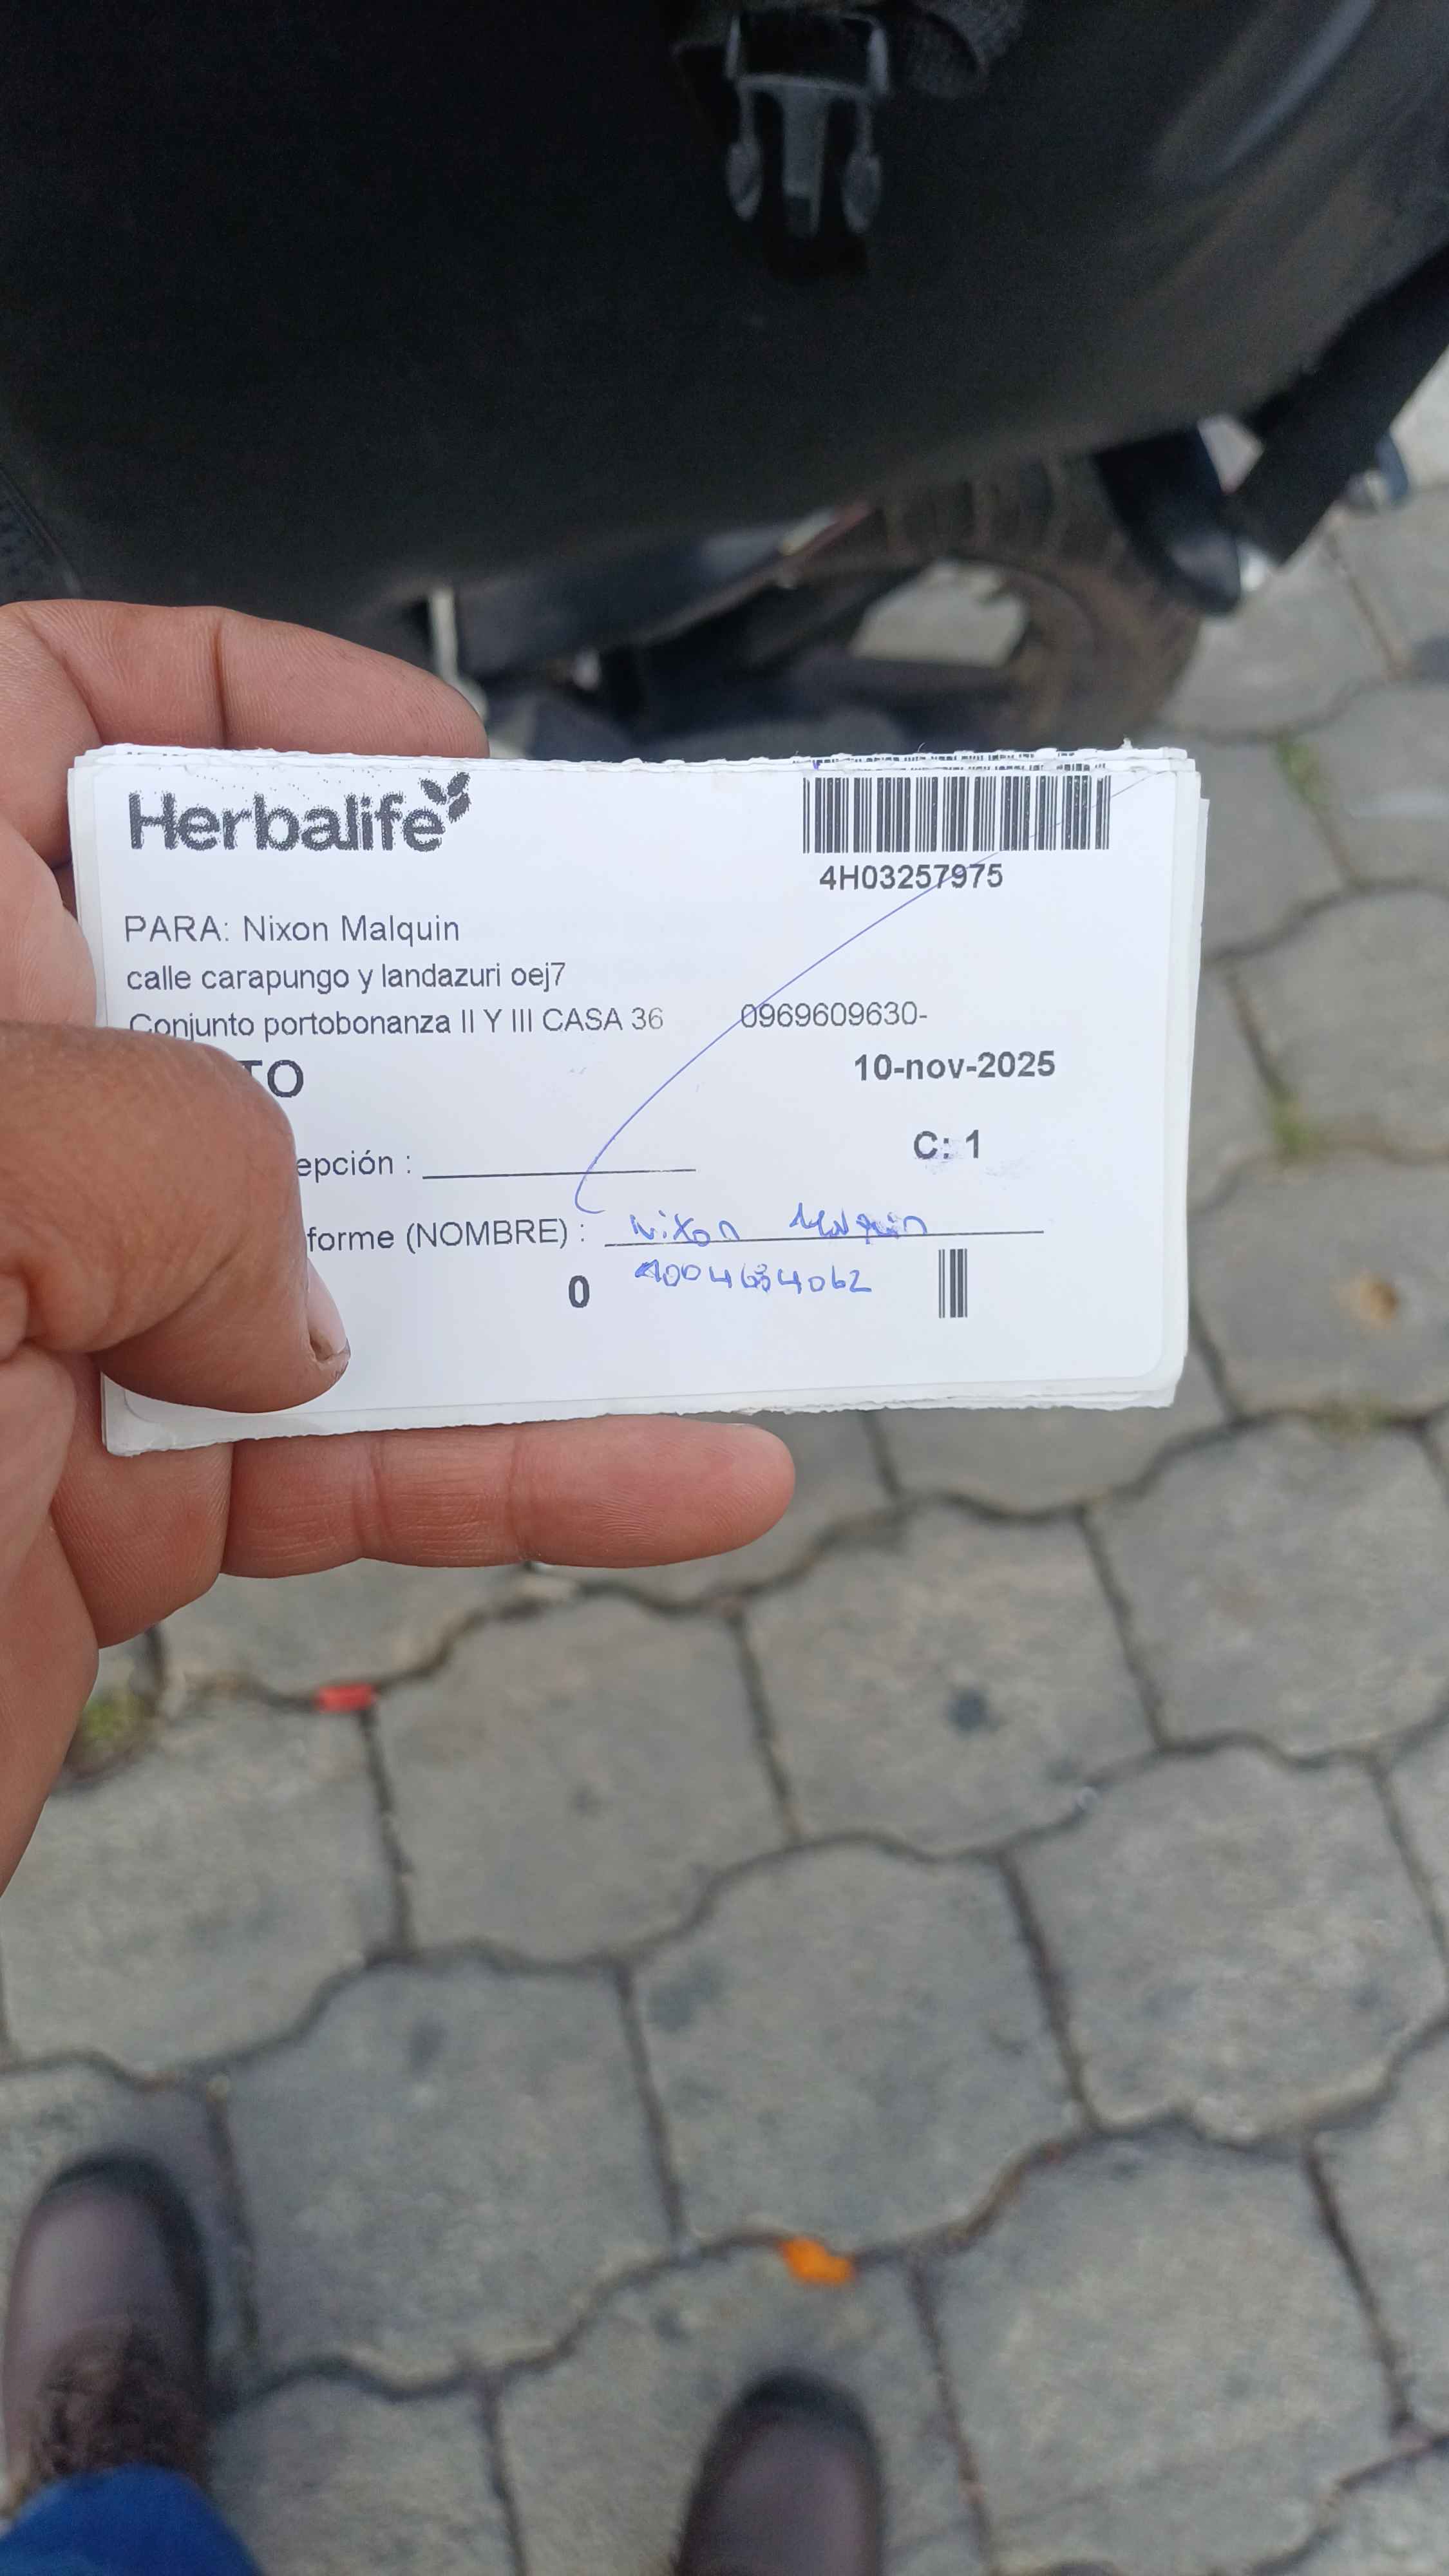 Herbalife
4H03257975
PARA: Nixon Malquin
calle carapungo y landazuri oej7
Conjunto portobonanza II Y III CASA 36 0969609630-
TO 10-nov-2025
C: 1
epción :
forme (NOMBRE) : Nixon Malquin
0